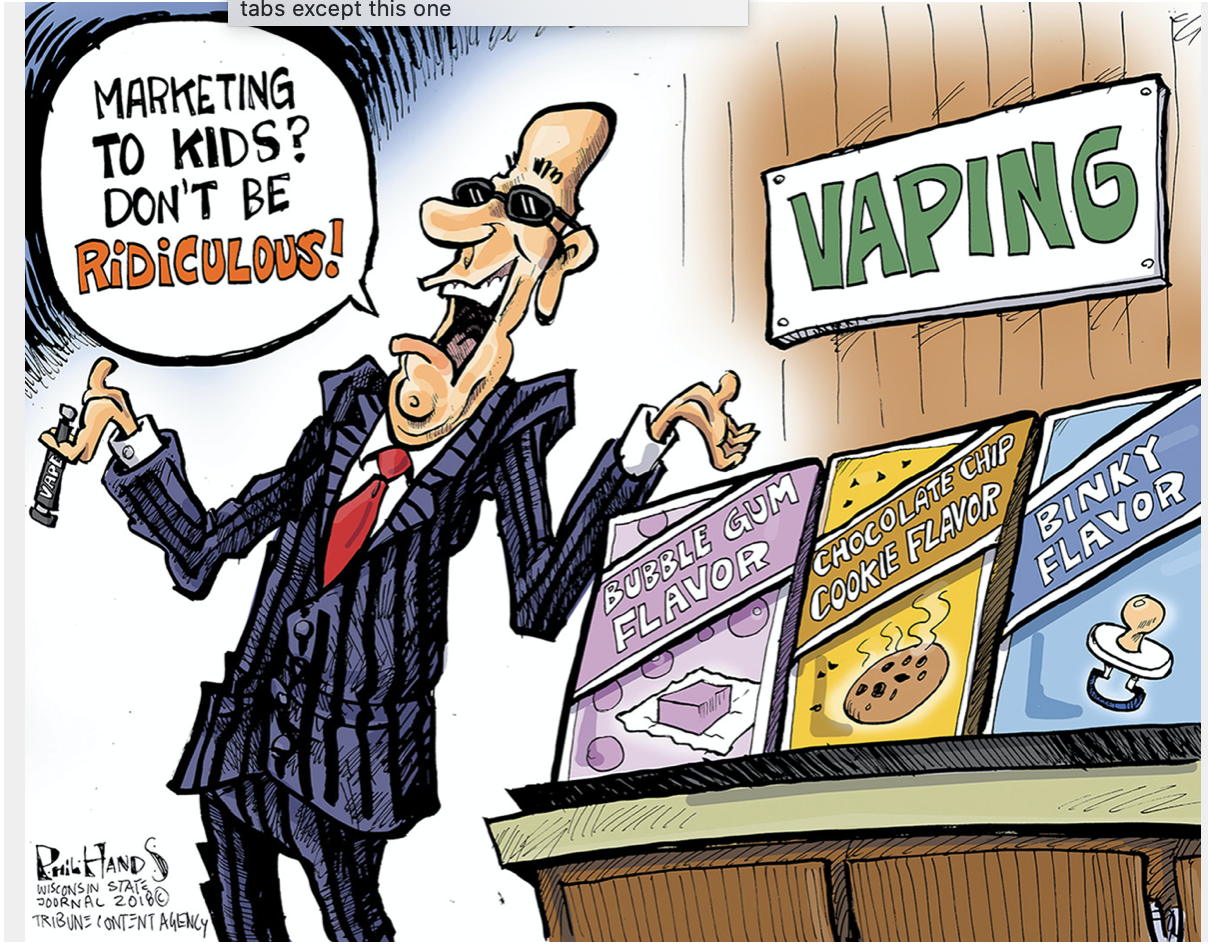 tabs except this one
MARKETING
TO KIDS?
DON'T BE
RiDiCULOUS!
VAPING
VAPE
BUBBLE GUM
FLAVOR
CHOCOLATE CHIP
COOKIE FLAVOR
BINKY
FLAVOR
PHIL HANDS
WISCONSIN STATE
JOURNAL 2018©
TRIBUNE CONTENT AGENCY